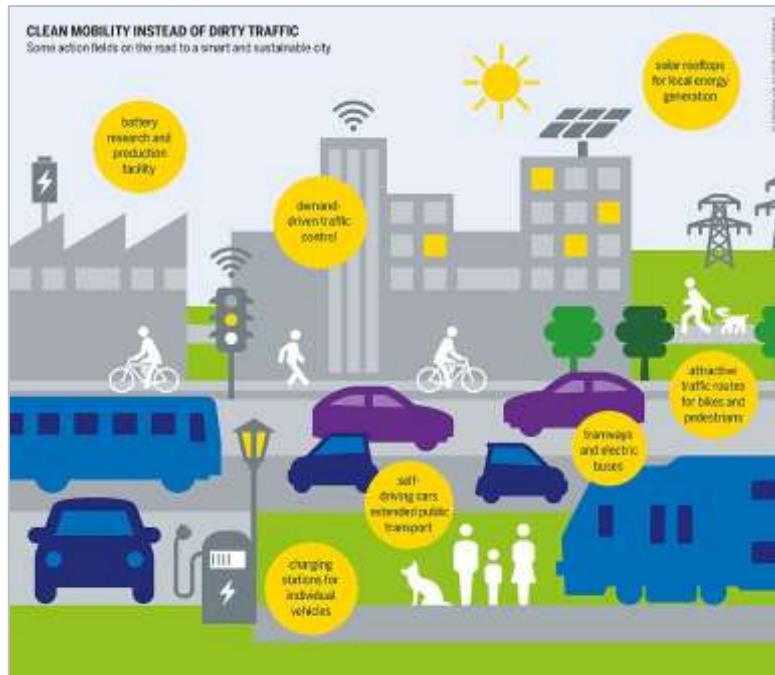 CLEAN MOBILITY INSTEAD OF DIRTY TRAFFIC
Some action fields on the road to a smart and sustainable city
solar rooftops
for local energy
generation
battery
research and
production
facility
demand-
driven traffic
control
attractive
traffic routes
for bikes and
pedestrians
tramways
and electric
buses
self-
driving cars
extended public
transport
charging
stations for
individual
vehicles